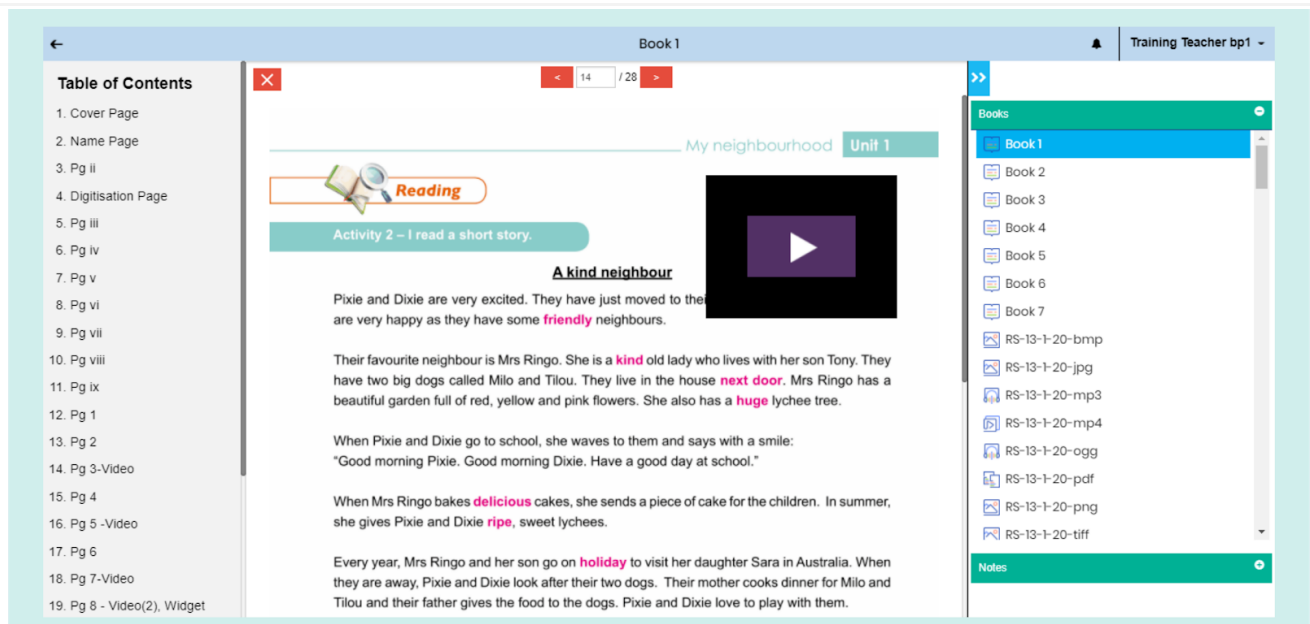 Book 1
Training Teacher bp1
Table of Contents
1. Cover Page
2. Name Page
3. Pg ii
4. Digitisation Page
5. Pg iii
6. Pg iv
7. Pg v
8. Pg vi
9. Pg vii
10. Pg viii
11. Pg ix
12. Pg 1
13. Pg 2
14. Pg 3-Video
15. Pg 4
16. Pg 5 -Video
17. Pg 6
18. Pg 7-Video
19. Pg 8 - Video(2), Widget
< 14 / 28 >
My neighbourhood Unit 1
Reading
Activity 2 – I read a short story.
A kind neighbour
Pixie and Dixie are very excited. They have just moved to
are very happy as they have some friendly neighbours.
Their favourite neighbour is Mrs Ringo. She is a kind old lady who lives with her son Tony. They
have two big dogs called Milo and Tilou. They live in the house next door. Mrs Ringo has a
beautiful garden full of red, yellow and pink flowers. She also has a huge lychee tree.
When Pixie and Dixie go to school, she waves to them and says with a smile:
“Good morning Pixie. Good morning Dixie. Have a good day at school.”
When Mrs Ringo bakes delicious cakes, she sends a piece of cake for the children. In summer,
she gives Pixie and Dixie ripe, sweet lychees.
Every year, Mrs Ringo and her son go on holiday to visit her daughter Sara in Australia. When
they are away, Pixie and Dixie look after their two dogs. Their mother cooks dinner for Milo and
Tilou and their father gives the food to the dogs. Pixie and Dixie love to play with them.
Books
Book 1
Book 2
Book 3
Book 4
Book 5
Book 6
Book 7
RS-13-1-20-bmp
RS-13-1-20-jpg
RS-13-1-20-mp3
RS-13-1-20-mp4
RS-13-1-20-ogg
RS-13-1-20-pdf
RS-13-1-20-png
RS-13-1-20-tiff
Notes